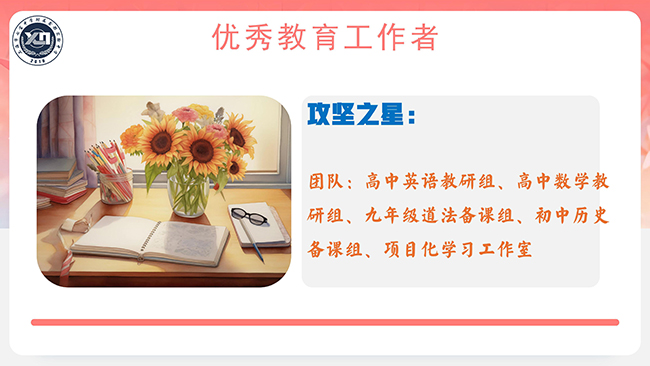 优秀教育工作者
攻坚之星：
团队：高中英语教研组、高中数学教
研组、九年级道法备课组、初中历史
备课组、项目化学习工作室